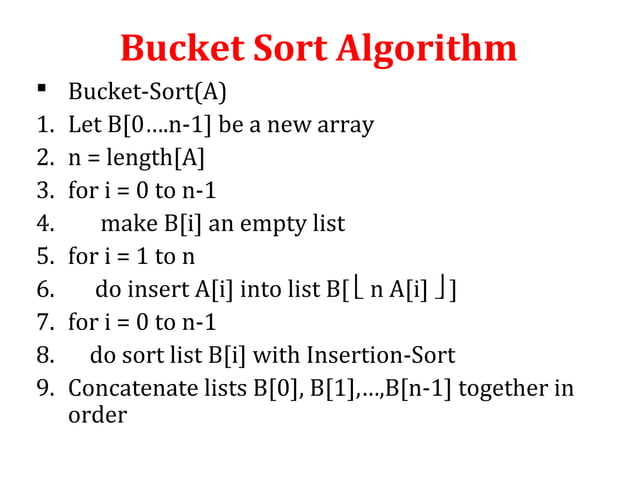 Bucket Sort Algorithm
▪ Bucket-Sort(A)
1. Let B[0….n-1] be a new array
2. n = length[A]
3. for i = 0 to n-1
4. make B[i] an empty list
5. for i = 1 to n
6. do insert A[i] into list B[⌊ n A[i] ⌋]
7. for i = 0 to n-1
8. do sort list B[i] with Insertion-Sort
9. Concatenate lists B[0], B[1],…,B[n-1] together in
order